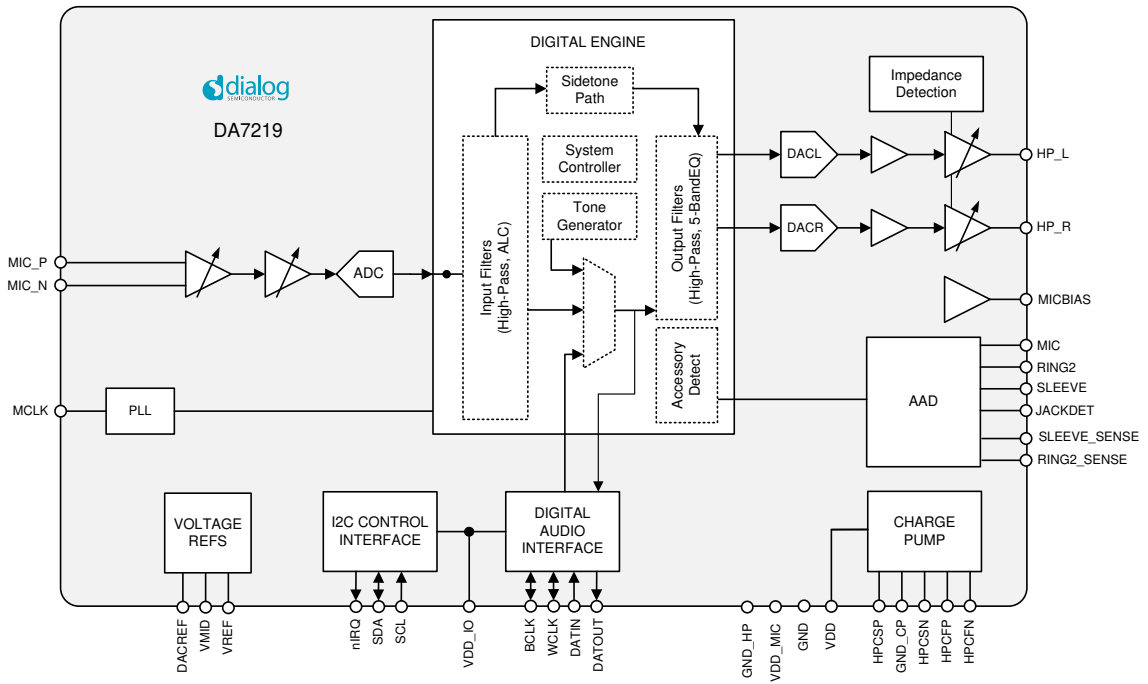 DIGITAL ENGINE
dialog
SEMICONDUCTOR
DA7219
Sidetone
Path
System
Controller
Tone
Generator
Input Filters
(High-Pass, ALC)
Output Filters
(High-Pass, 5-BandEQ)
Accessory
Detect
Impedance
Detection
DACL
DACR
HP_L
HP_R
MIC_P
MIC_N
ADC
MICBIAS
MIC
RING2
SLEEVE
JACKDET
SLEEVE_SENSE
RING2_SENSE
AAD
MCLK
PLL
VOLTAGE
REFS
I2C CONTROL
INTERFACE
DIGITAL
AUDIO
INTERFACE
CHARGE
PUMP
DACREF
VMID
VREF
nIRQ
SDA
SCL
VDD_IO
BCLK
WCLK
DATIN
DATOUT
GND_HP
VDD_MIC
GND
VDD
HPCSP
GND_CP
HPCSN
HPCFP
HPCFN